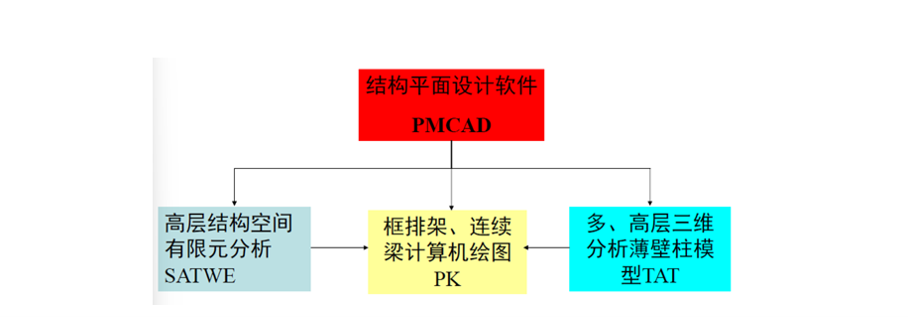 结构平面设计软件
PMCAD
高层结构空间
有限元分析
SATWE
框排架、连续
梁计算机绘图
PK
多、高层三维
分析薄壁柱模
型TAT